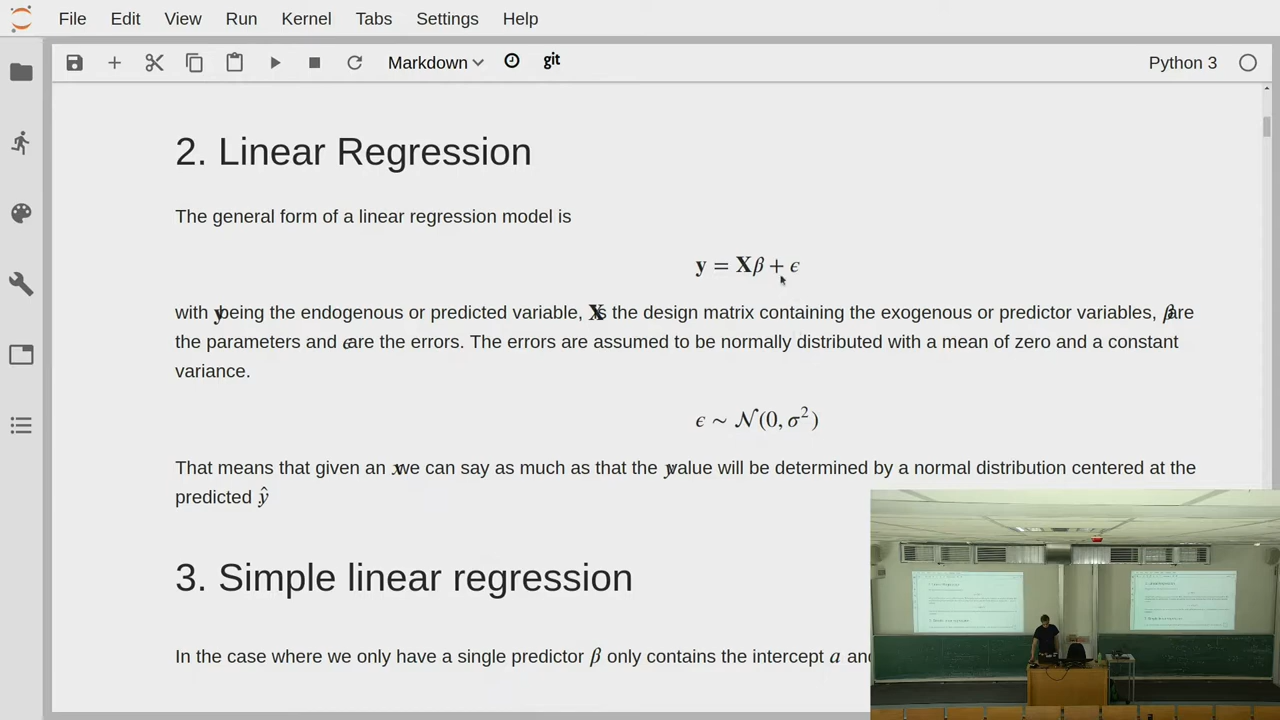 File Edit View Run Kernel Tabs Settings Help
Markdown git Python 3
2. Linear Regression
The general form of a linear regression model is
y = Xβ + ϵ
with y being the endogenous or predicted variable, X is the design matrix containing the exogenous or predictor variables, β are
the parameters and ϵ are the errors. The errors are assumed to be normally distributed with a mean of zero and a constant
variance.
ϵ ∼ 𝒩(0, σ²)
That means that given an x we can say as much as that the y value will be determined by a normal distribution centered at the
predicted ŷ
3. Simple linear regression
In the case where we only have a single predictor β only contains the intercept a